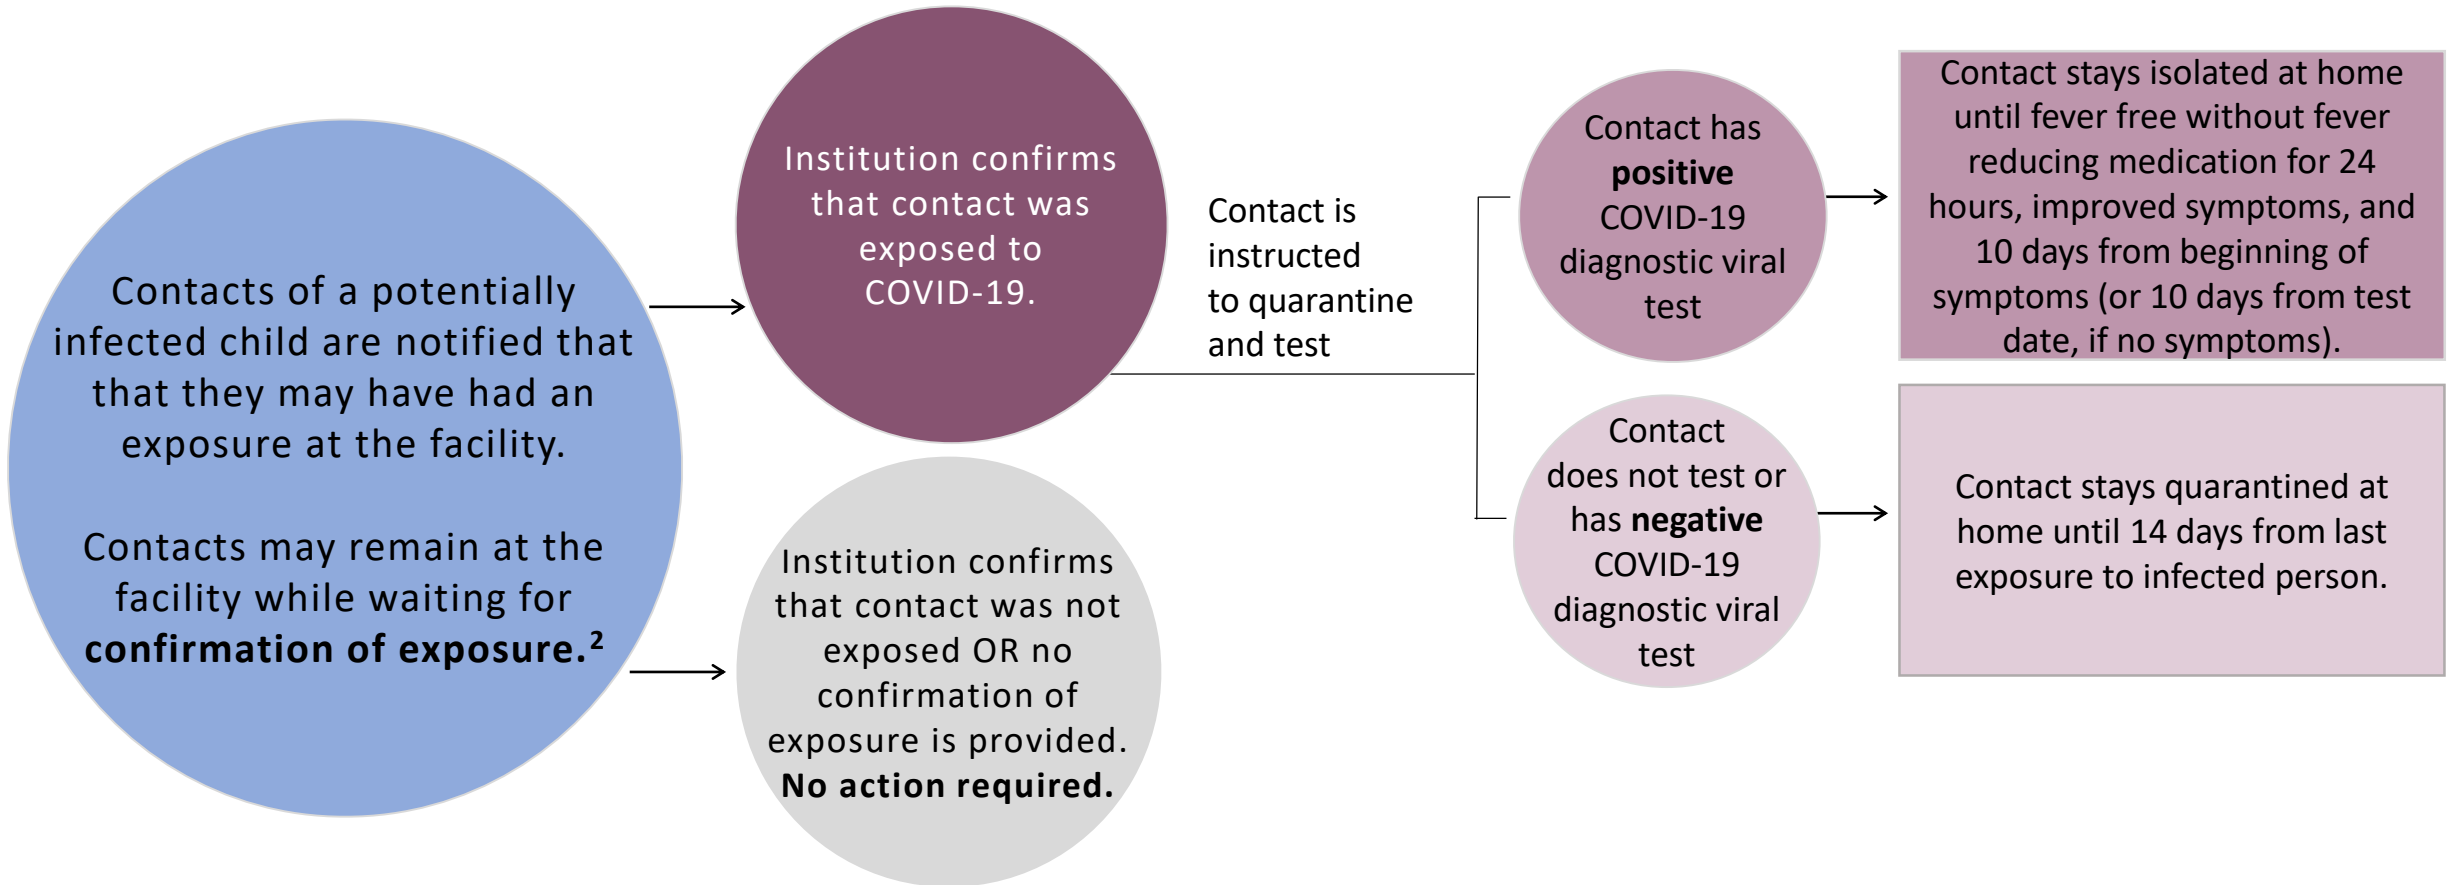 Contacts of a potentially
infected child are notified that
that they may have had an
exposure at the facility.
Contacts may remain at the
facility while waiting for
confirmation of exposure.²
Institution confirms
that contact was
exposed to
COVID-19.
Institution confirms
that contact was not
exposed OR no
confirmation of
exposure is provided.
No action required.
Contact is
instructed
to quarantine
and test
Contact has
positive
COVID-19
diagnostic viral
test
Contact stays isolated at home
until fever free without fever
reducing medication for 24
hours, improved symptoms, and
10 days from beginning of
symptoms (or 10 days from test
date, if no symptoms).
Contact
does not test or
has negative
COVID-19
diagnostic viral
test
Contact stays quarantined at
home until 14 days from last
exposure to infected person.